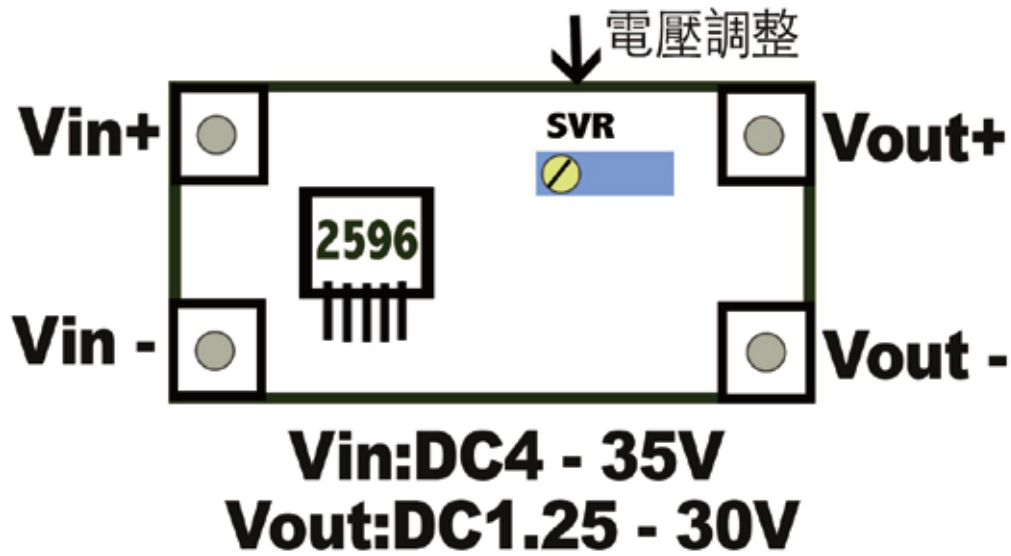 電壓調整
SVR
Vin+
Vout+
2596
Vin -
Vout -
Vin:DC4 - 35V
Vout:DC1.25 - 30V